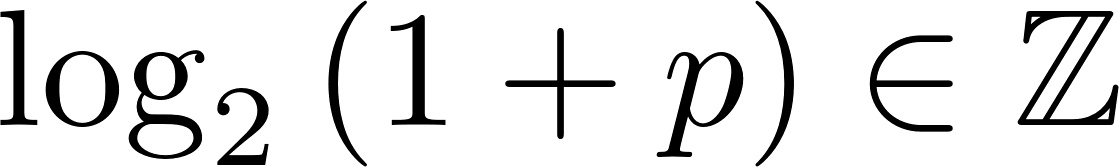 log₂ (1 + p) ∈ ℤ